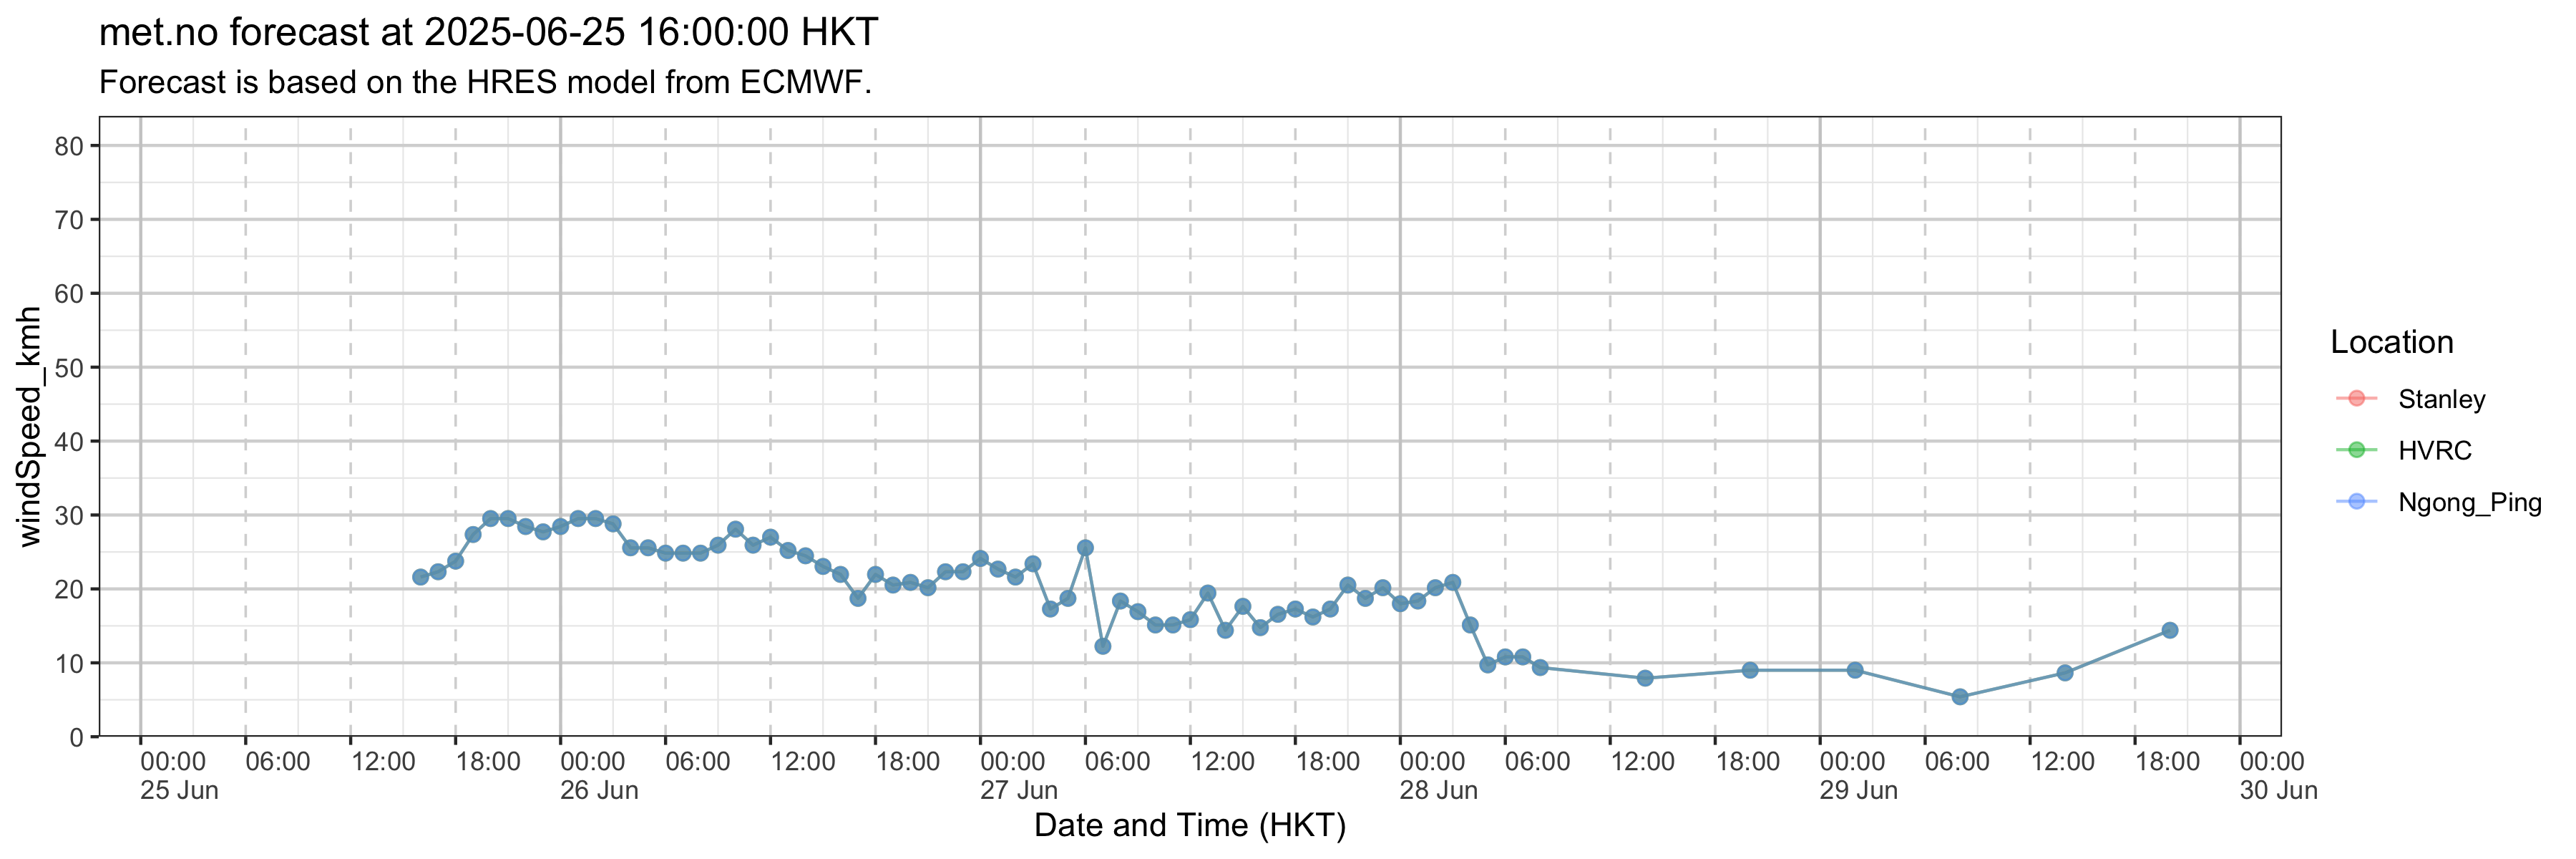 met.no forecast at 2025-06-25 16:00:00 HKT
Forecast is based on the HRES model from ECMWF.
windSpeed_kmh
80
70
60
50
40
30
20
10
0
00:00 06:00 12:00 18:00 00:00 06:00 12:00 18:00 00:00 06:00 12:00 18:00 00:00 06:00 12:00 18:00 00:00 06:00 12:00 18:00 00:00
25 Jun 26 Jun 27 Jun 28 Jun 29 Jun 30 Jun
Date and Time (HKT)
Location
Stanley
HVRC
Ngong_Ping